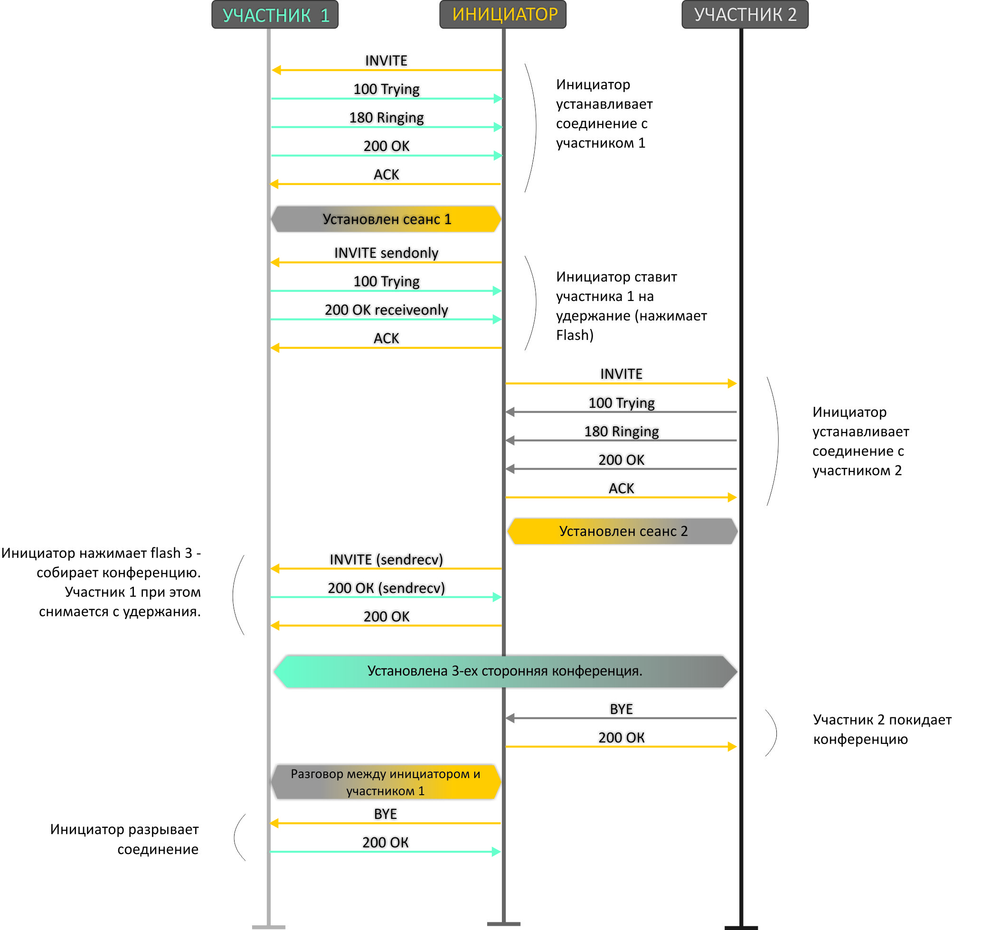 УЧАСТНИК 1
ИНИЦИАТОР
УЧАСТНИК 2
INVITE
100 Trying
180 Ringing
200 OK
ACK
Инициатор
устанавливает
соединение с
участником 1
Установлен сеанс 1
INVITE sendonly
100 Trying
200 OK receiveonly
ACK
Инициатор ставит
участника 1 на
удержание (нажимает
Flash)
INVITE
100 Trying
180 Ringing
200 OK
ACK
Инициатор
устанавливает
соединение с
участником 2
Установлен сеанс 2
Инициатор нажимает flash 3 -
собирает конференцию.
Участник 1 при этом
снимается с удержания.
INVITE (sendrecv)
200 OK (sendrecv)
200 OK
Установлена 3-ех сторонняя конференция.
BYE
200 OK
Участник 2 покидает
конференцию
Разговор между инициатором и
участником 1
BYE
200 OK
Инициатор разрывает
соединение